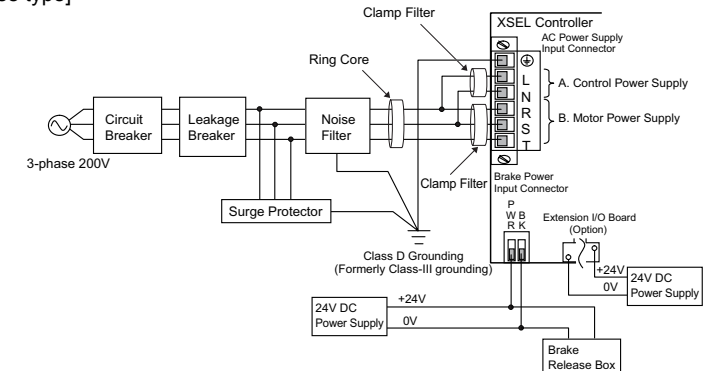 type]
Clamp Filter
XSEL Controller
AC Power Supply
Input Connector
Ring Core
L
N
R
S
T
A. Control Power Supply
B. Motor Power Supply
Circuit
Breaker
Leakage
Breaker
Noise
Filter
3-phase 200V
Clamp Filter
Brake Power
Input Connector
Surge Protector
P
W
R
B
K
Extension I/O Board
(Option)
Class D Grounding
(Formerly Class-III grounding)
+24V
0V
24V DC
Power Supply
24V DC
Power Supply
+24V
0V
Brake
Release Box